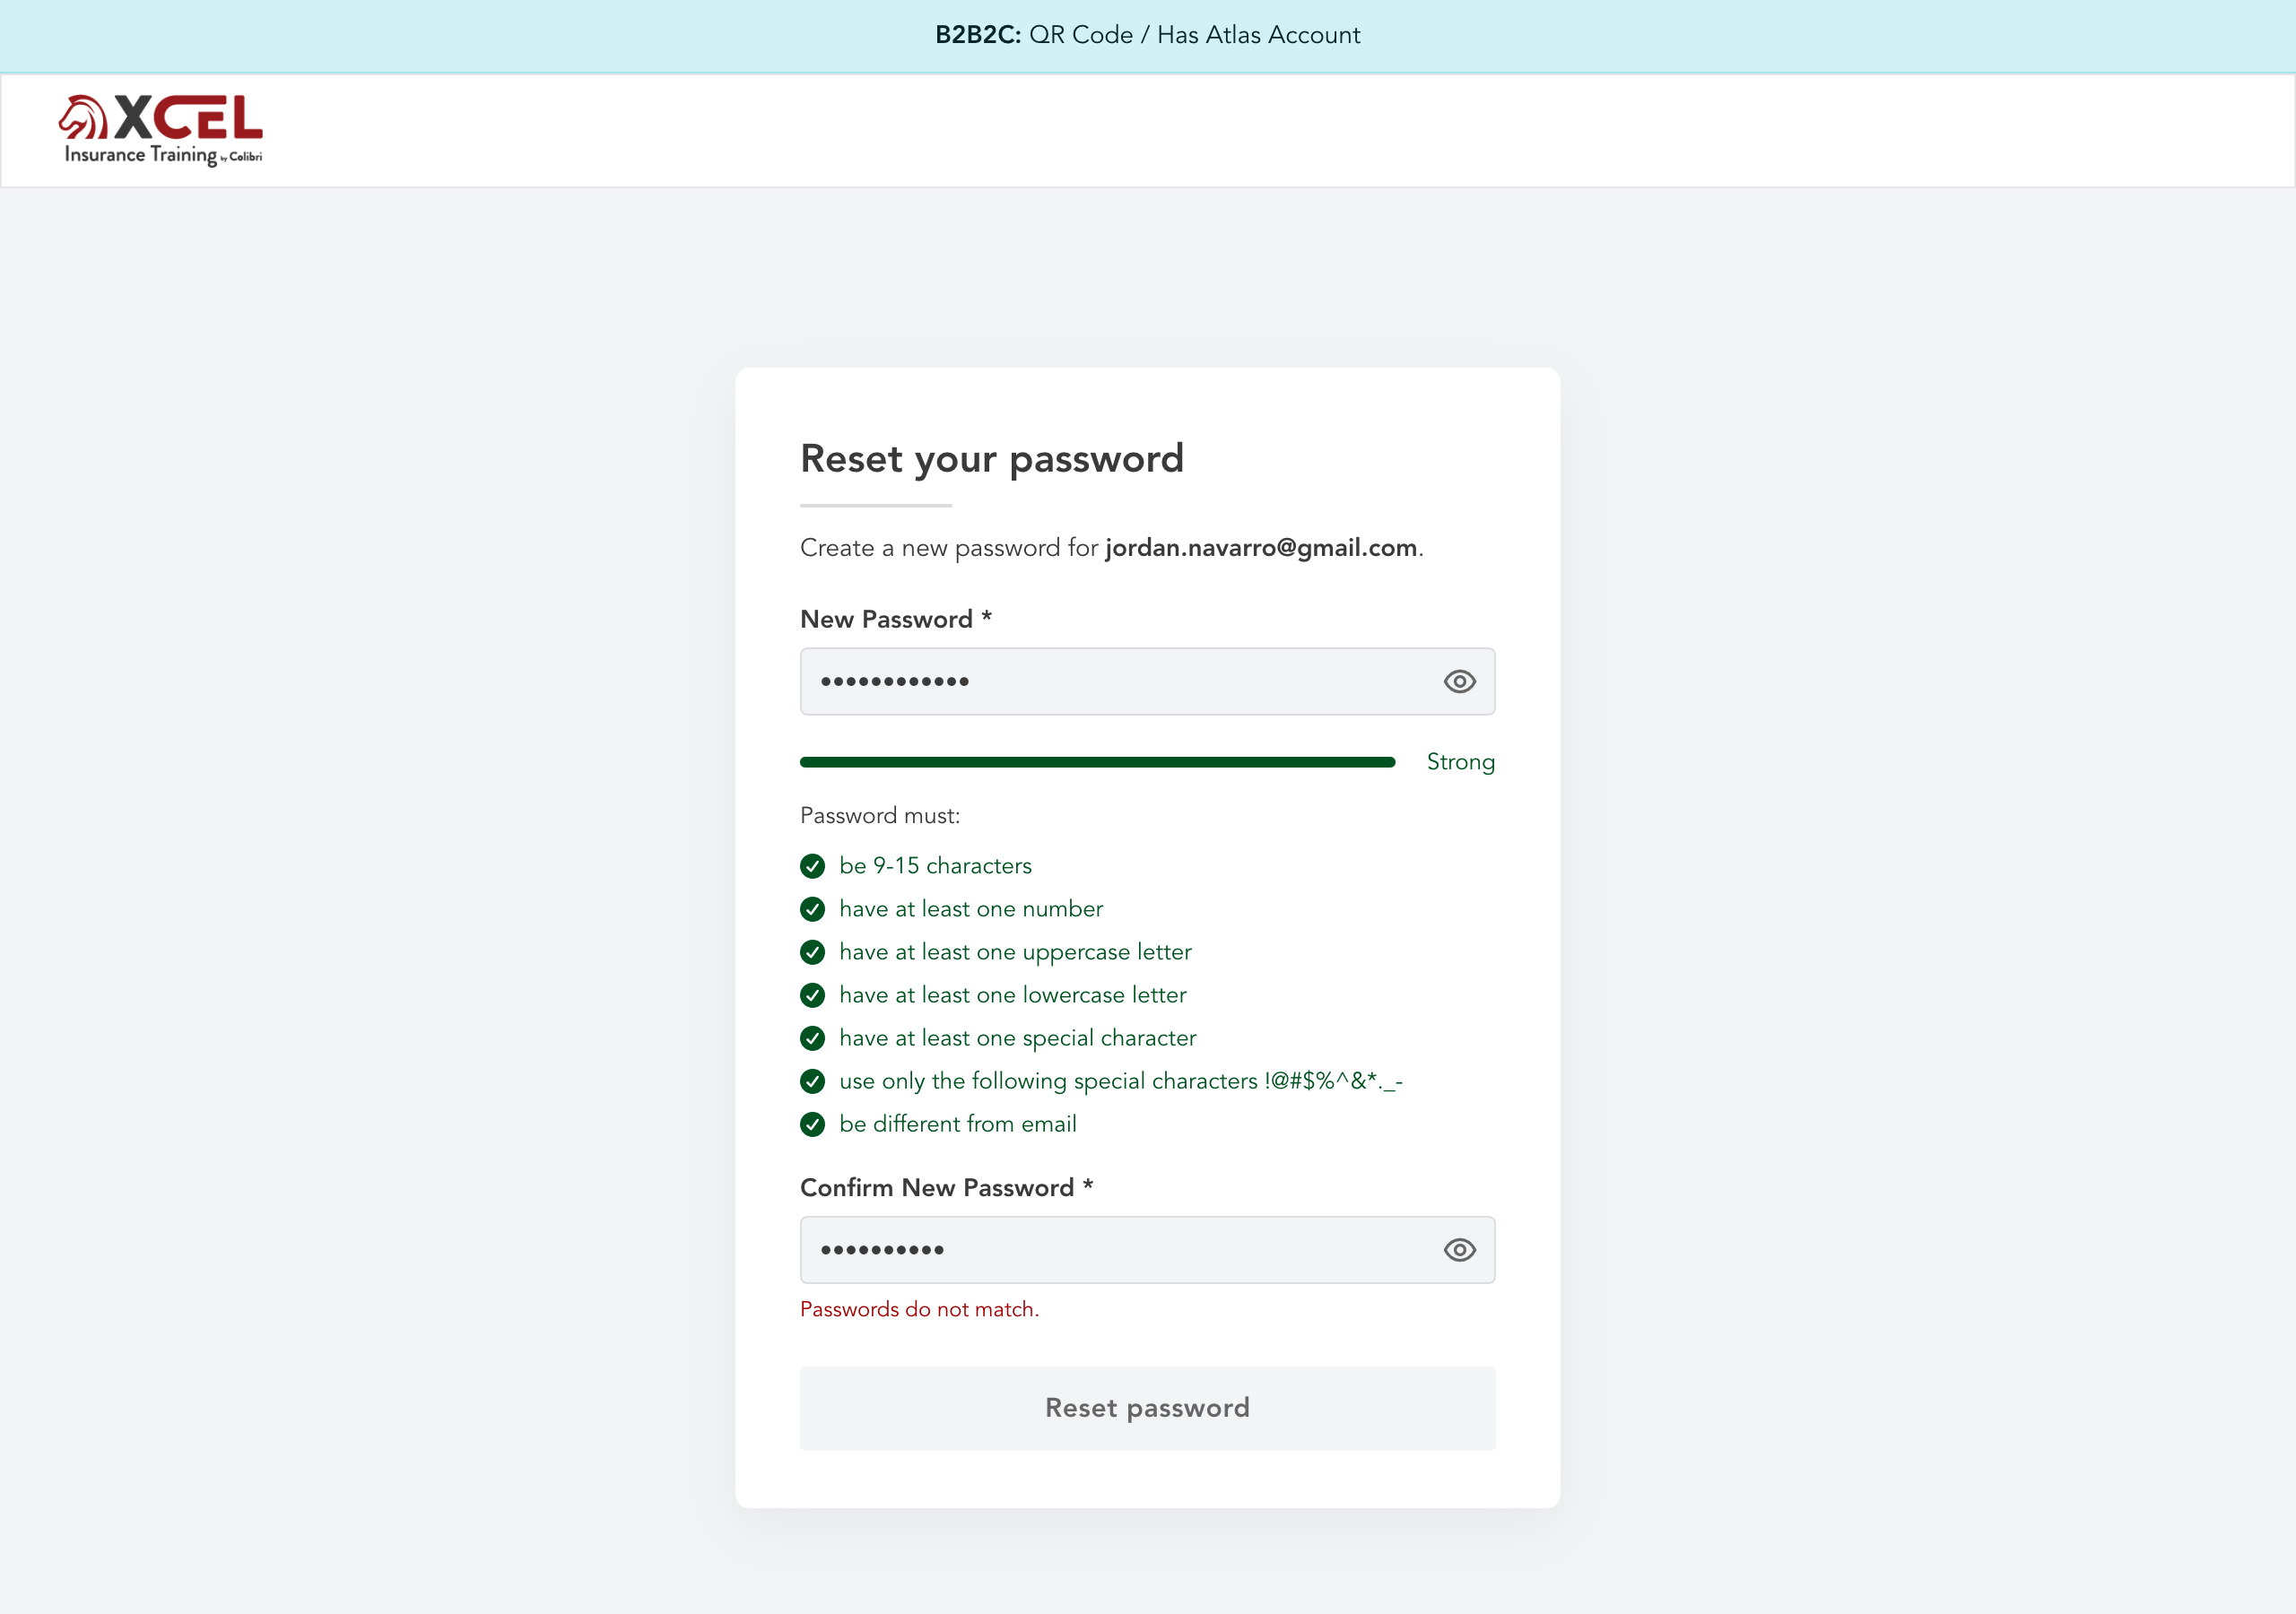 B2B2C: QR Code / Has Atlas Account
XCEL
Insurance Training by Colibri
Reset your password
Create a new password for jordan.navarro@gmail.com.
New Password *
••••••••••••
Strong
Password must:
be 9-15 characters
have at least one number
have at least one uppercase letter
have at least one lowercase letter
have at least one special character
use only the following special characters !@#$%^&*._-
be different from email
Confirm New Password *
••••••••••
Passwords do not match.
Reset password